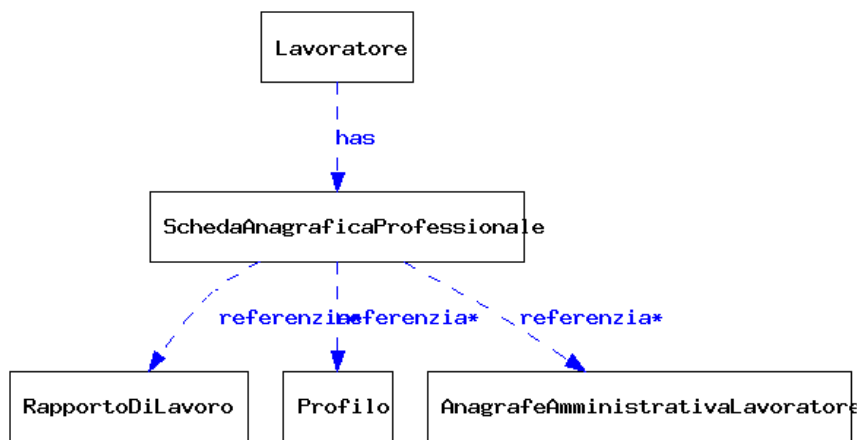 Lavoratore
has
SchedaAnagraficaProfessionale
referenzia*
referenzia*
referenzia*
RapportoDiLavoro
Profilo
AnagrafeAmministrativaLavoratore